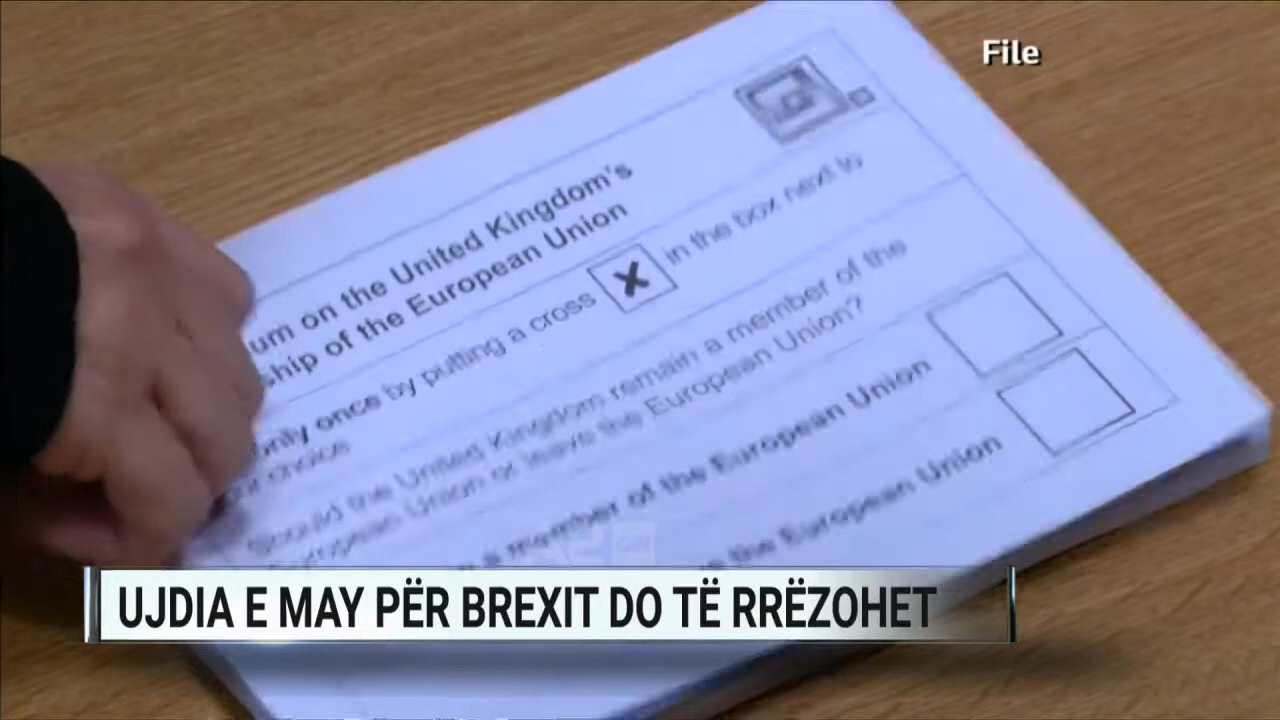 File
um on the United Kingdom's
ship of the European Union
only once by putting a cross X in the box next to
choice
Should the United Kingdom remain a member of the
European Union or leave the European Union?
a member of the European Union
the European Union
UJDIA E MAY PËR BREXIT DO TË RRËZOHET